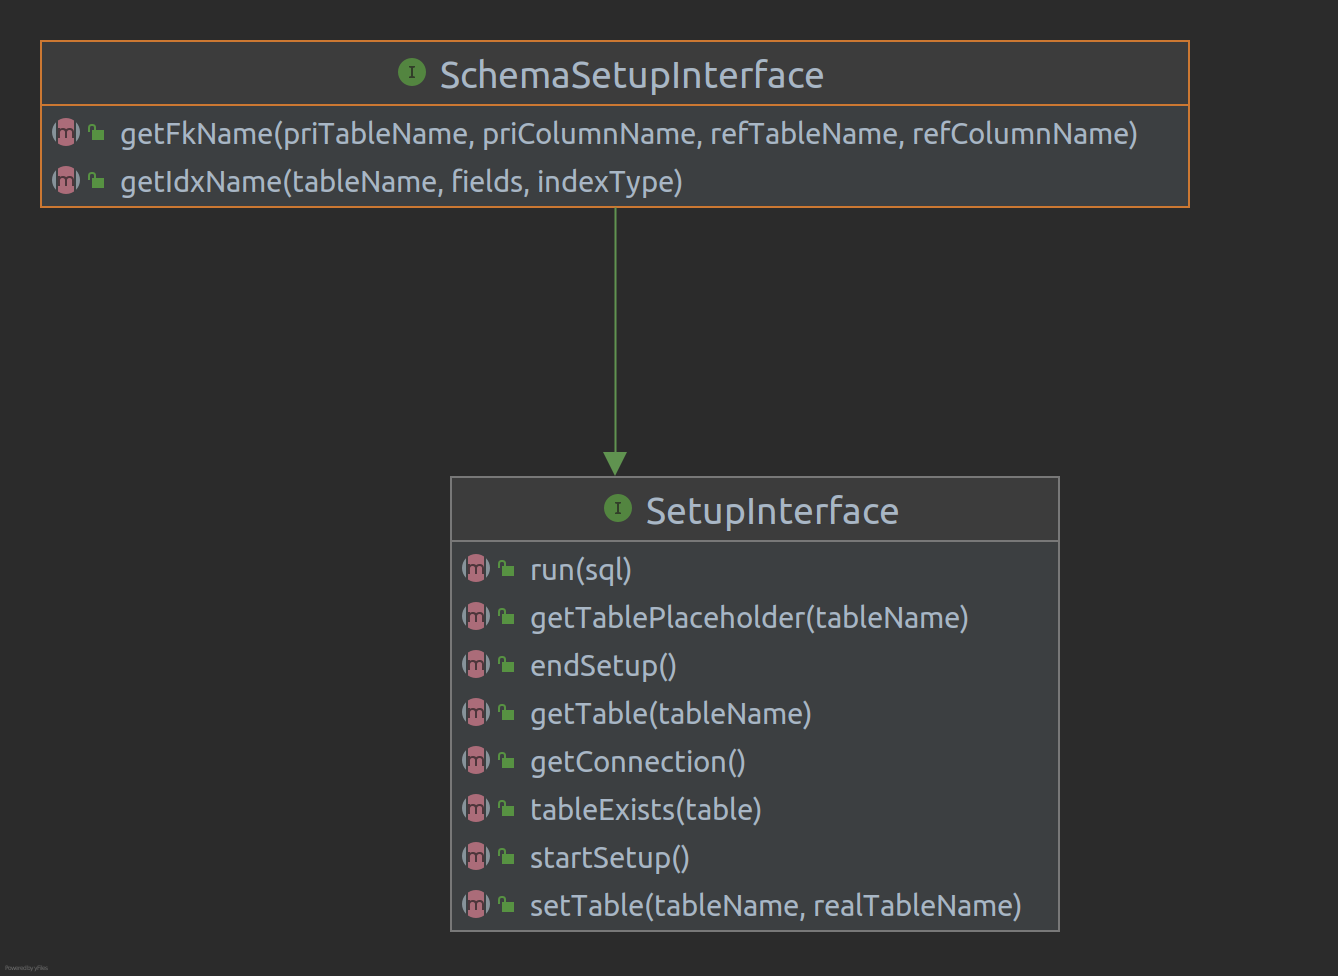 SchemaSetupInterface
getFkName(priTableName, priColumnName, refTableName, refColumnName)
getIdxName(tableName, fields, indexType)
SetupInterface
run(sql)
getTablePlaceholder(tableName)
endSetup()
getTable(tableName)
getConnection()
tableExists(table)
startSetup()
setTable(tableName, realTableName)
Powered by yFiles